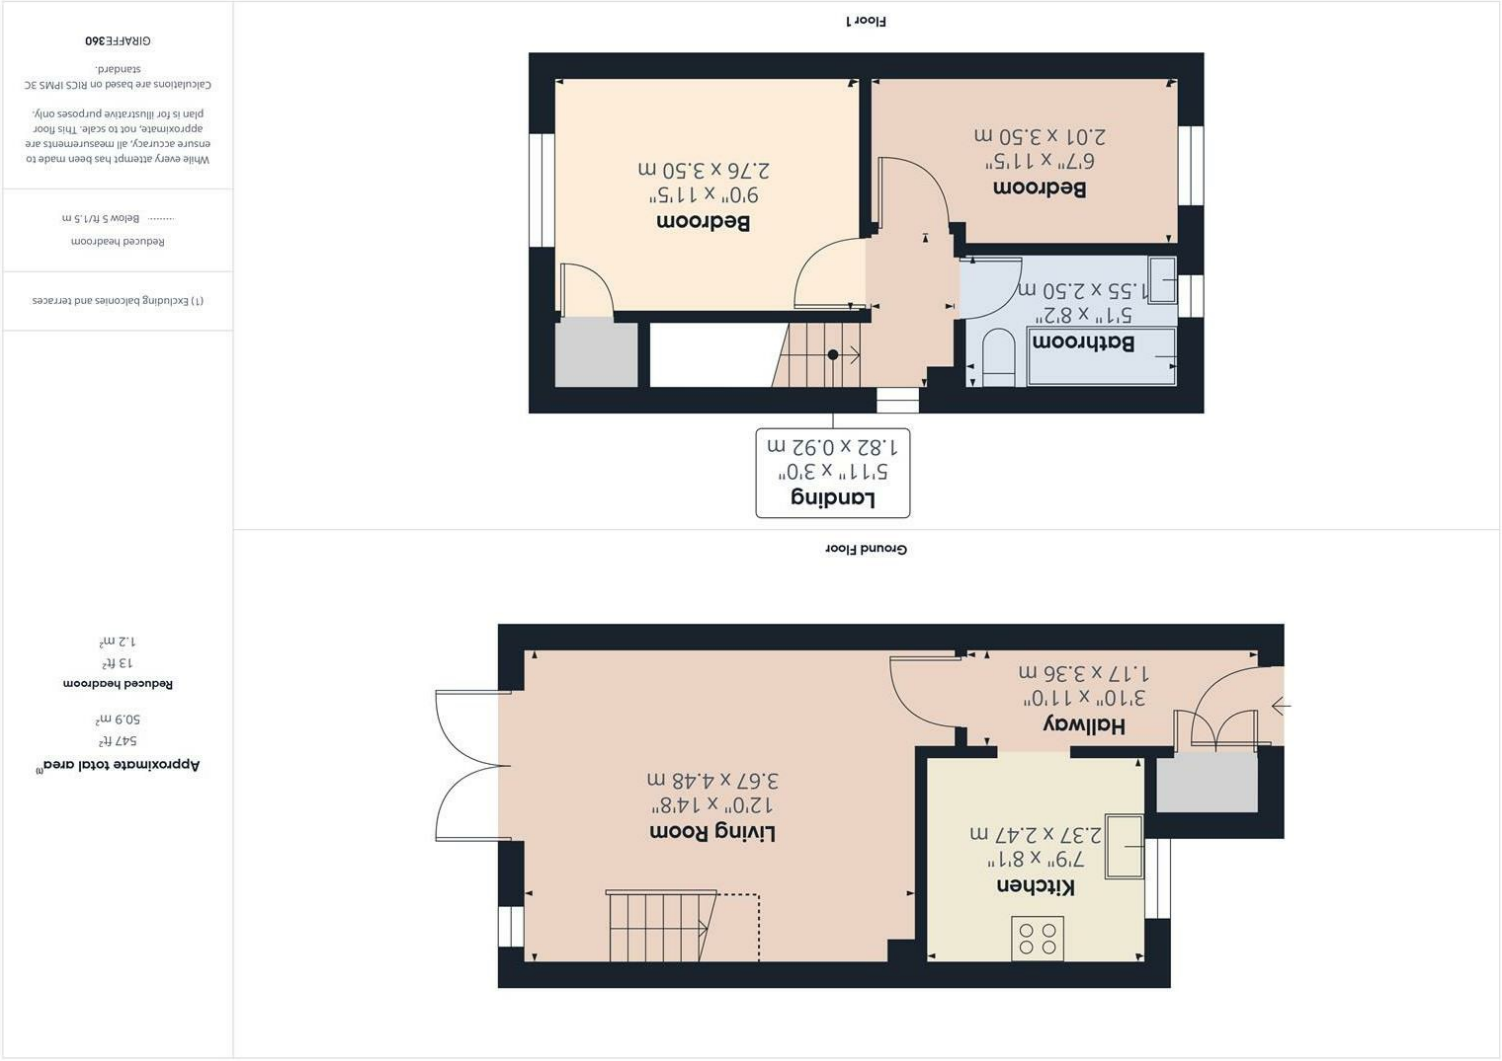 Kitchen
7'9" x 8'1"
2.37 x 2.47 m
Living Room
12'0" x 14'8"
3.67 x 4.48 m
Hallway
3'10" x 11'0"
1.17 x 3.36 m
Ground Floor
Landing
5'11" x 3'0"
1.82 x 0.92 m
Bathroom
5'1" x 8'2"
1.55 x 2.50 m
Bedroom
6'7" x 11'5"
2.01 x 3.50 m
Bedroom
9'0" x 11'5"
2.76 x 3.50 m
Floor 1
Approximate total area(1)
547 ft²
50.9 m²
Reduced headroom
13 ft²
1.2 m²
(1) Excluding balconies and terraces
Reduced headroom
Below 5 ft/1.5 m
While every attempt has been made to
ensure accuracy, all measurements are
approximate, not to scale. This floor
plan is for illustrative purposes only.
Calculations are based on RICS IPMS 3C
standard.
GIRAFFE360